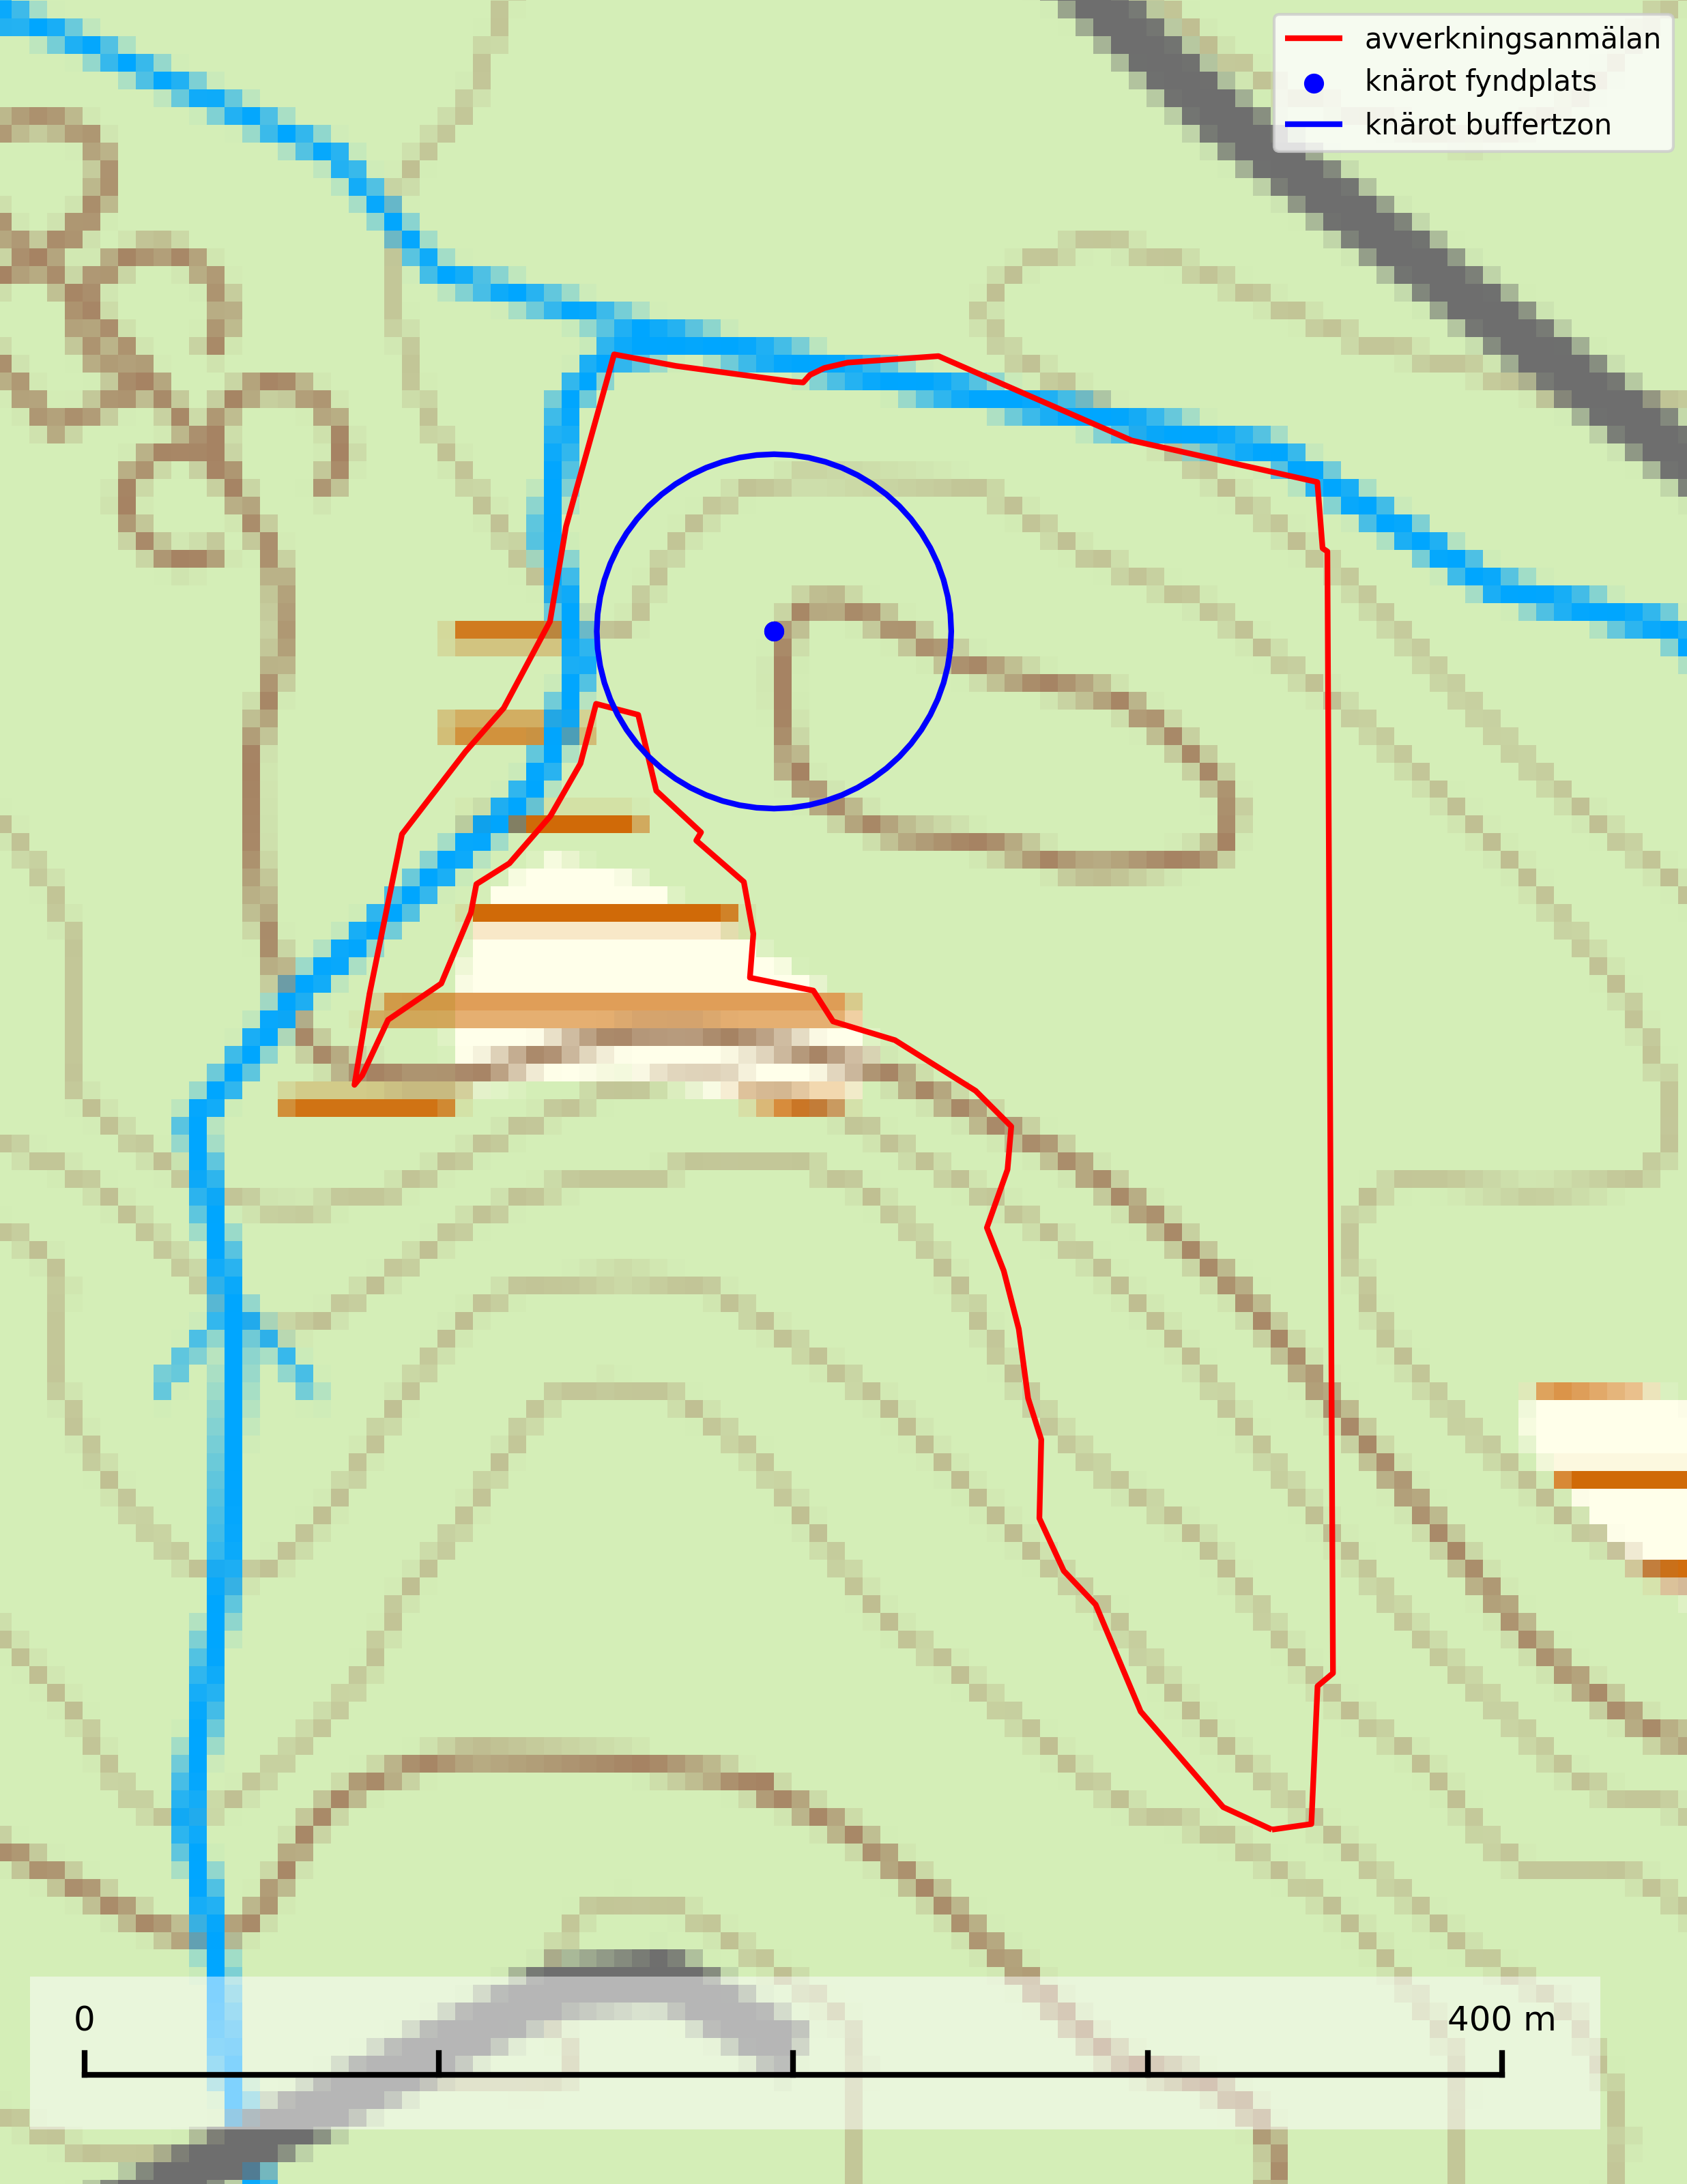 avverkningsanmälan
knärot fyndplats
knärot buffertzon
0 400 m